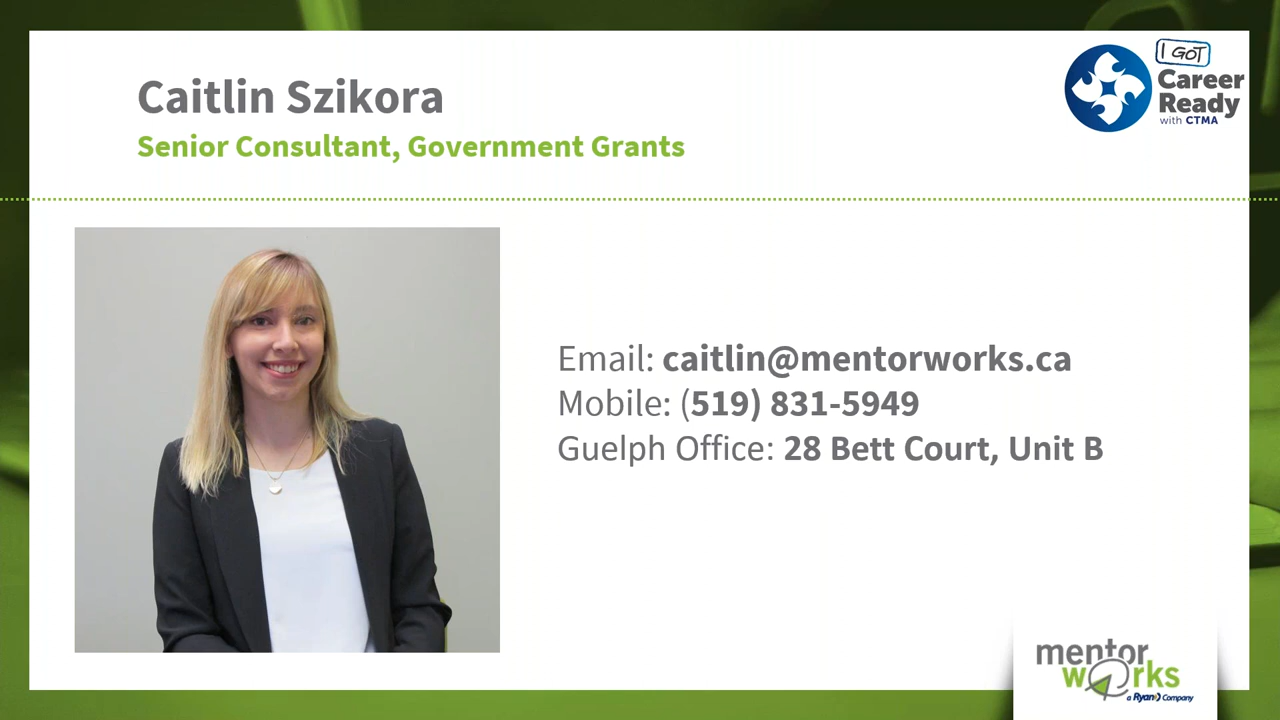 Caitlin Szikora
Senior Consultant, Government Grants
I GOT
Career
Ready
with CTMA
Email: caitlin@mentorworks.ca
Mobile: (519) 831-5949
Guelph Office: 28 Bett Court, Unit B
mentor
works
a Ryan Company